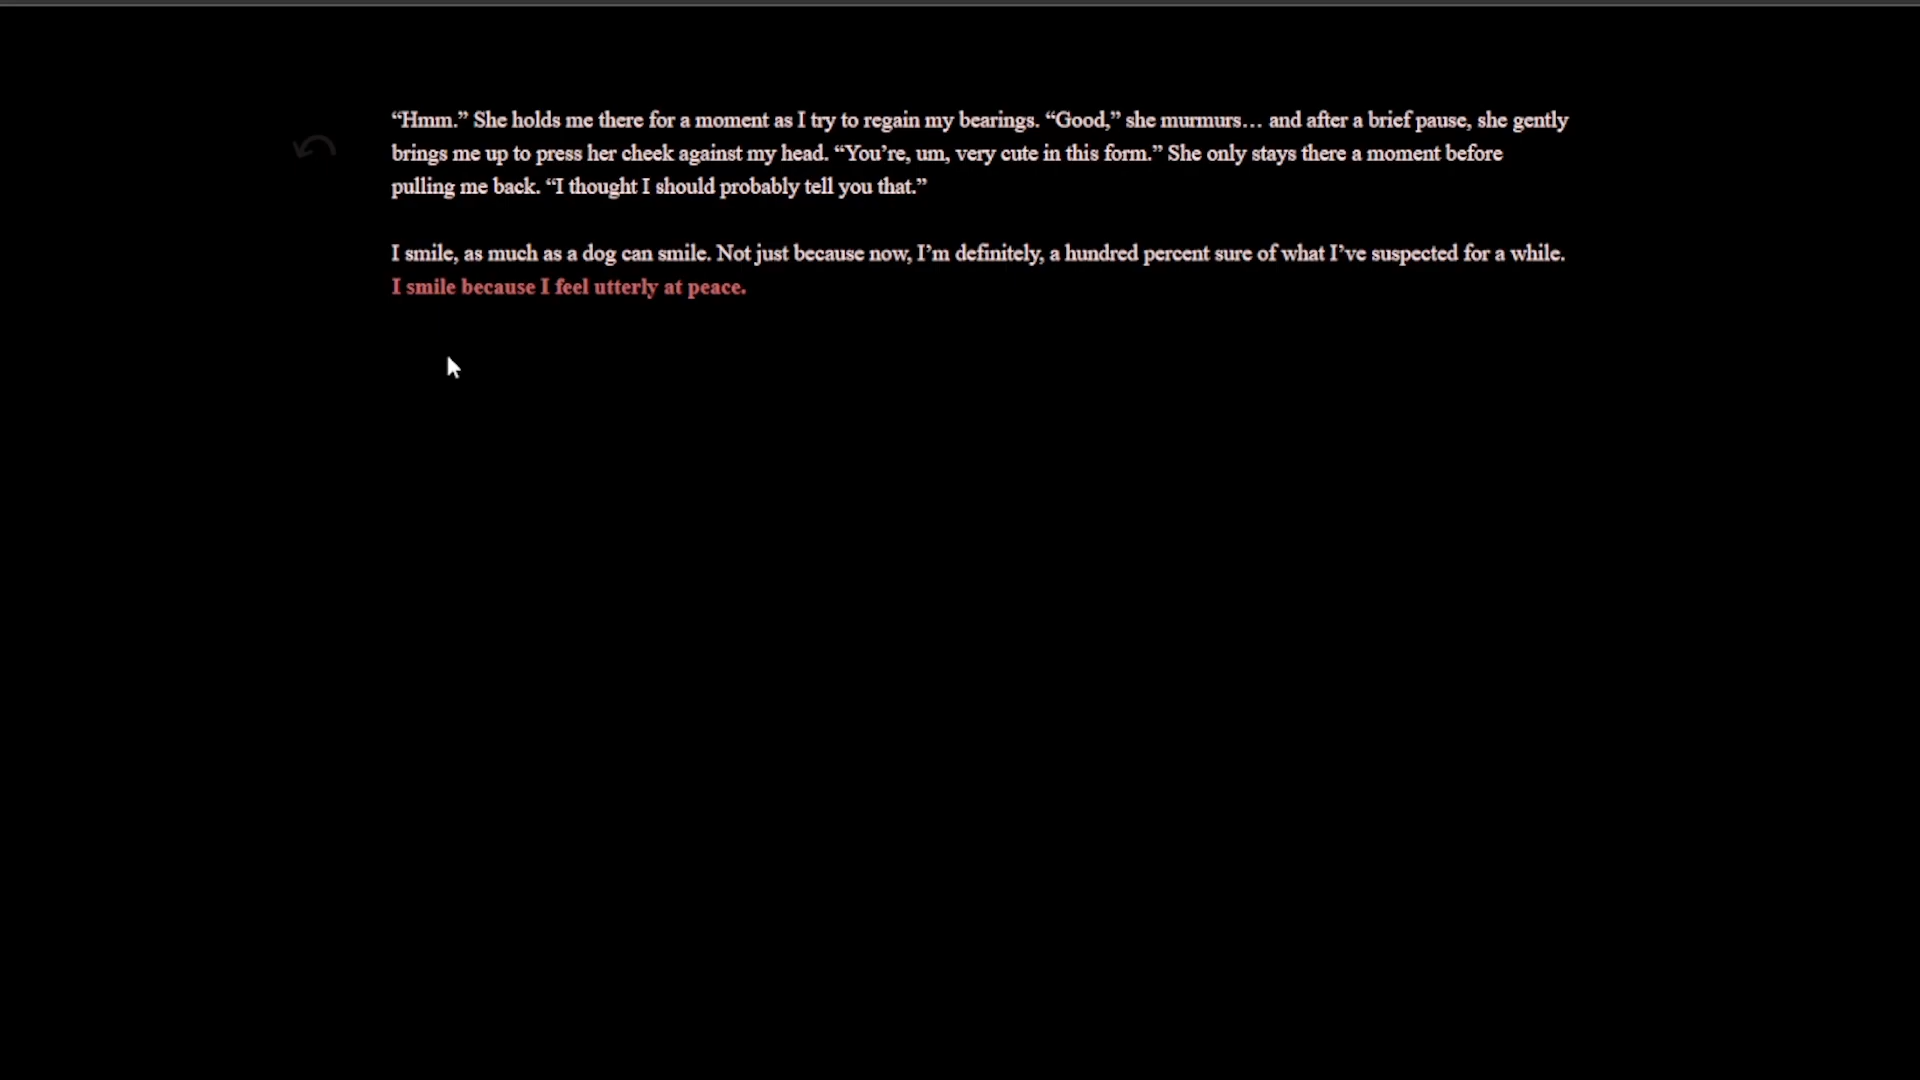 “Hmm.” She holds me there for a moment as I try to regain my bearings. “Good,” she murmurs… and after a brief pause, she gently
brings me up to press her cheek against my head. “You’re, um, very cute in this form.” She only stays there a moment before
pulling me back. “I thought I should probably tell you that.”
I smile, as much as a dog can smile. Not just because now, I’m definitely, a hundred percent sure of what I’ve suspected for a while.
I smile because I feel utterly at peace.